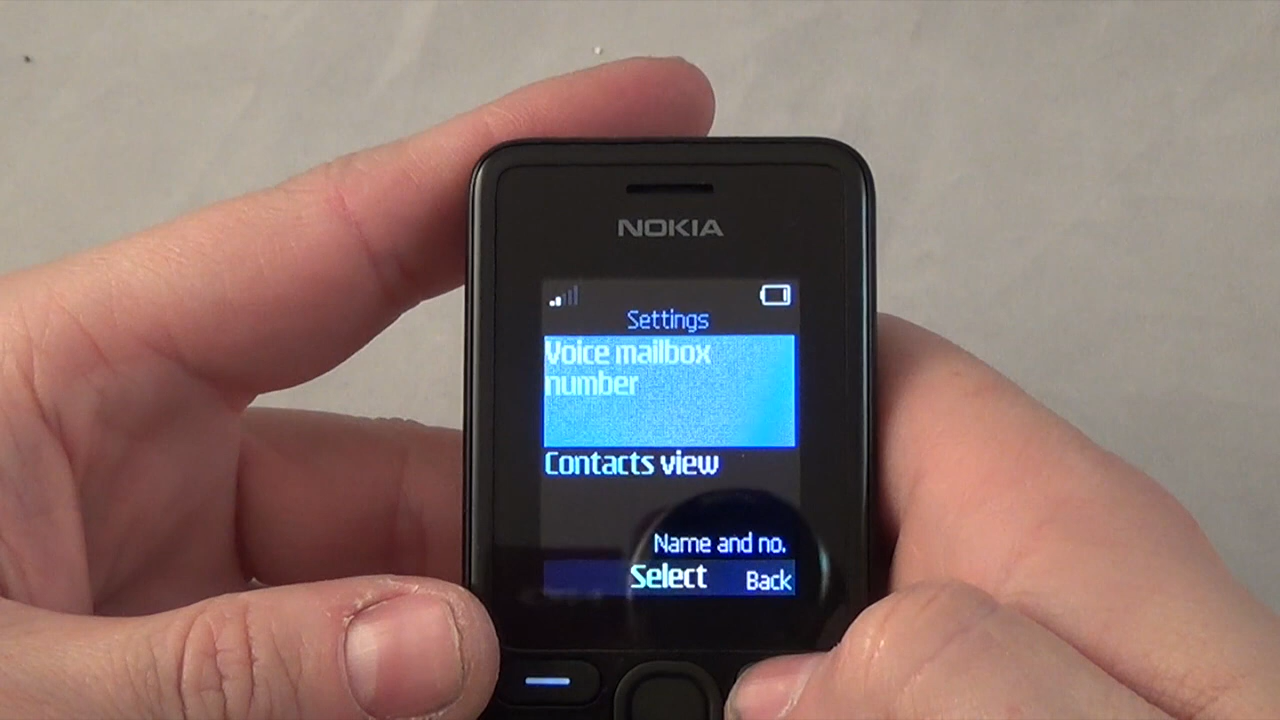 NOKIA
Settings
Voice mailbox
number
Contacts view
Name and no.
Select Back